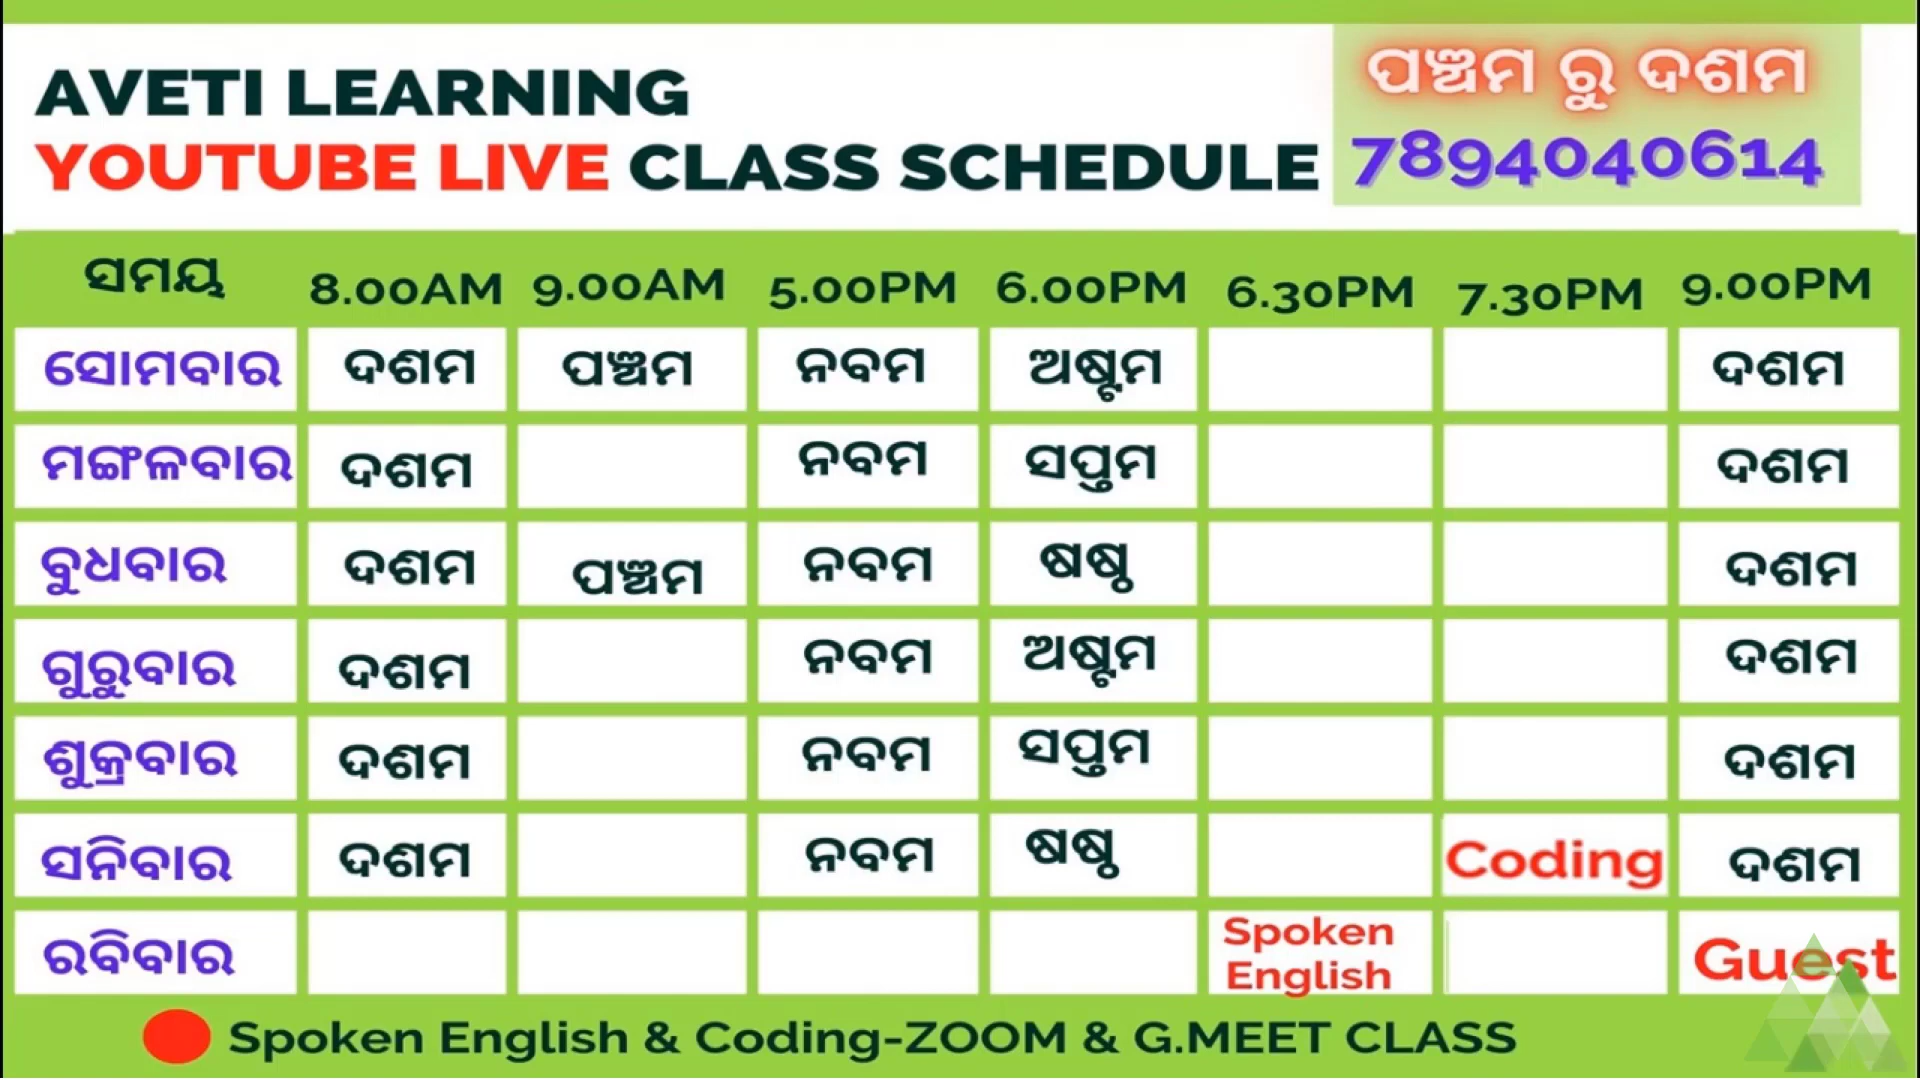 AVETI LEARNING
YOUTUBE LIVE CLASS SCHEDULE
ପଞ୍ଚମ ରୁ ଦଶମ
7894040614
ସମୟ 8.00AM 9.00AM 5.00PM 6.00PM 6.30PM 7.30PM 9.00PM
ସୋମବାର ଦଶମ ପଞ୍ଚମ ନବମ ଅଷ୍ଟମ ଦଶମ
ମଙ୍ଗଳବାର ଦଶମ ନବମ ସପ୍ତମ ଦଶମ
ବୁଧବାର ଦଶମ ପଞ୍ଚମ ନବମ ଷଷ୍ଠ ଦଶମ
ଗୁରୁବାର ଦଶମ ନବମ ଅଷ୍ଟମ ଦଶମ
ଶୁକ୍ରବାର ଦଶମ ନବମ ସପ୍ତମ ଦଶମ
ସନିବାର ଦଶମ ନବମ ଷଷ୍ଠ Coding ଦଶମ
ରବିବାର Spoken English Guest
Spoken English & Coding-ZOOM & G.MEET CLASS